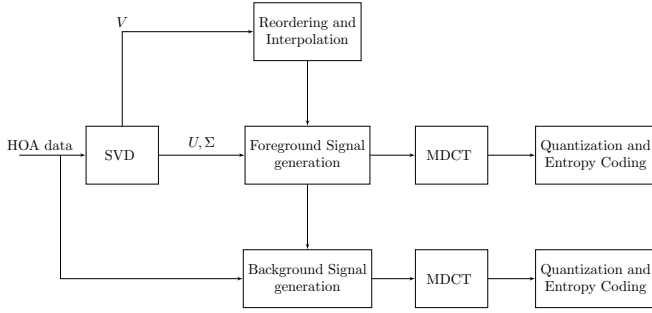 V
Reordering and
Interpolation
HOA data
SVD
U, Σ
Foreground Signal
generation
MDCT
Quantization and
Entropy Coding
Background Signal
generation
MDCT
Quantization and
Entropy Coding